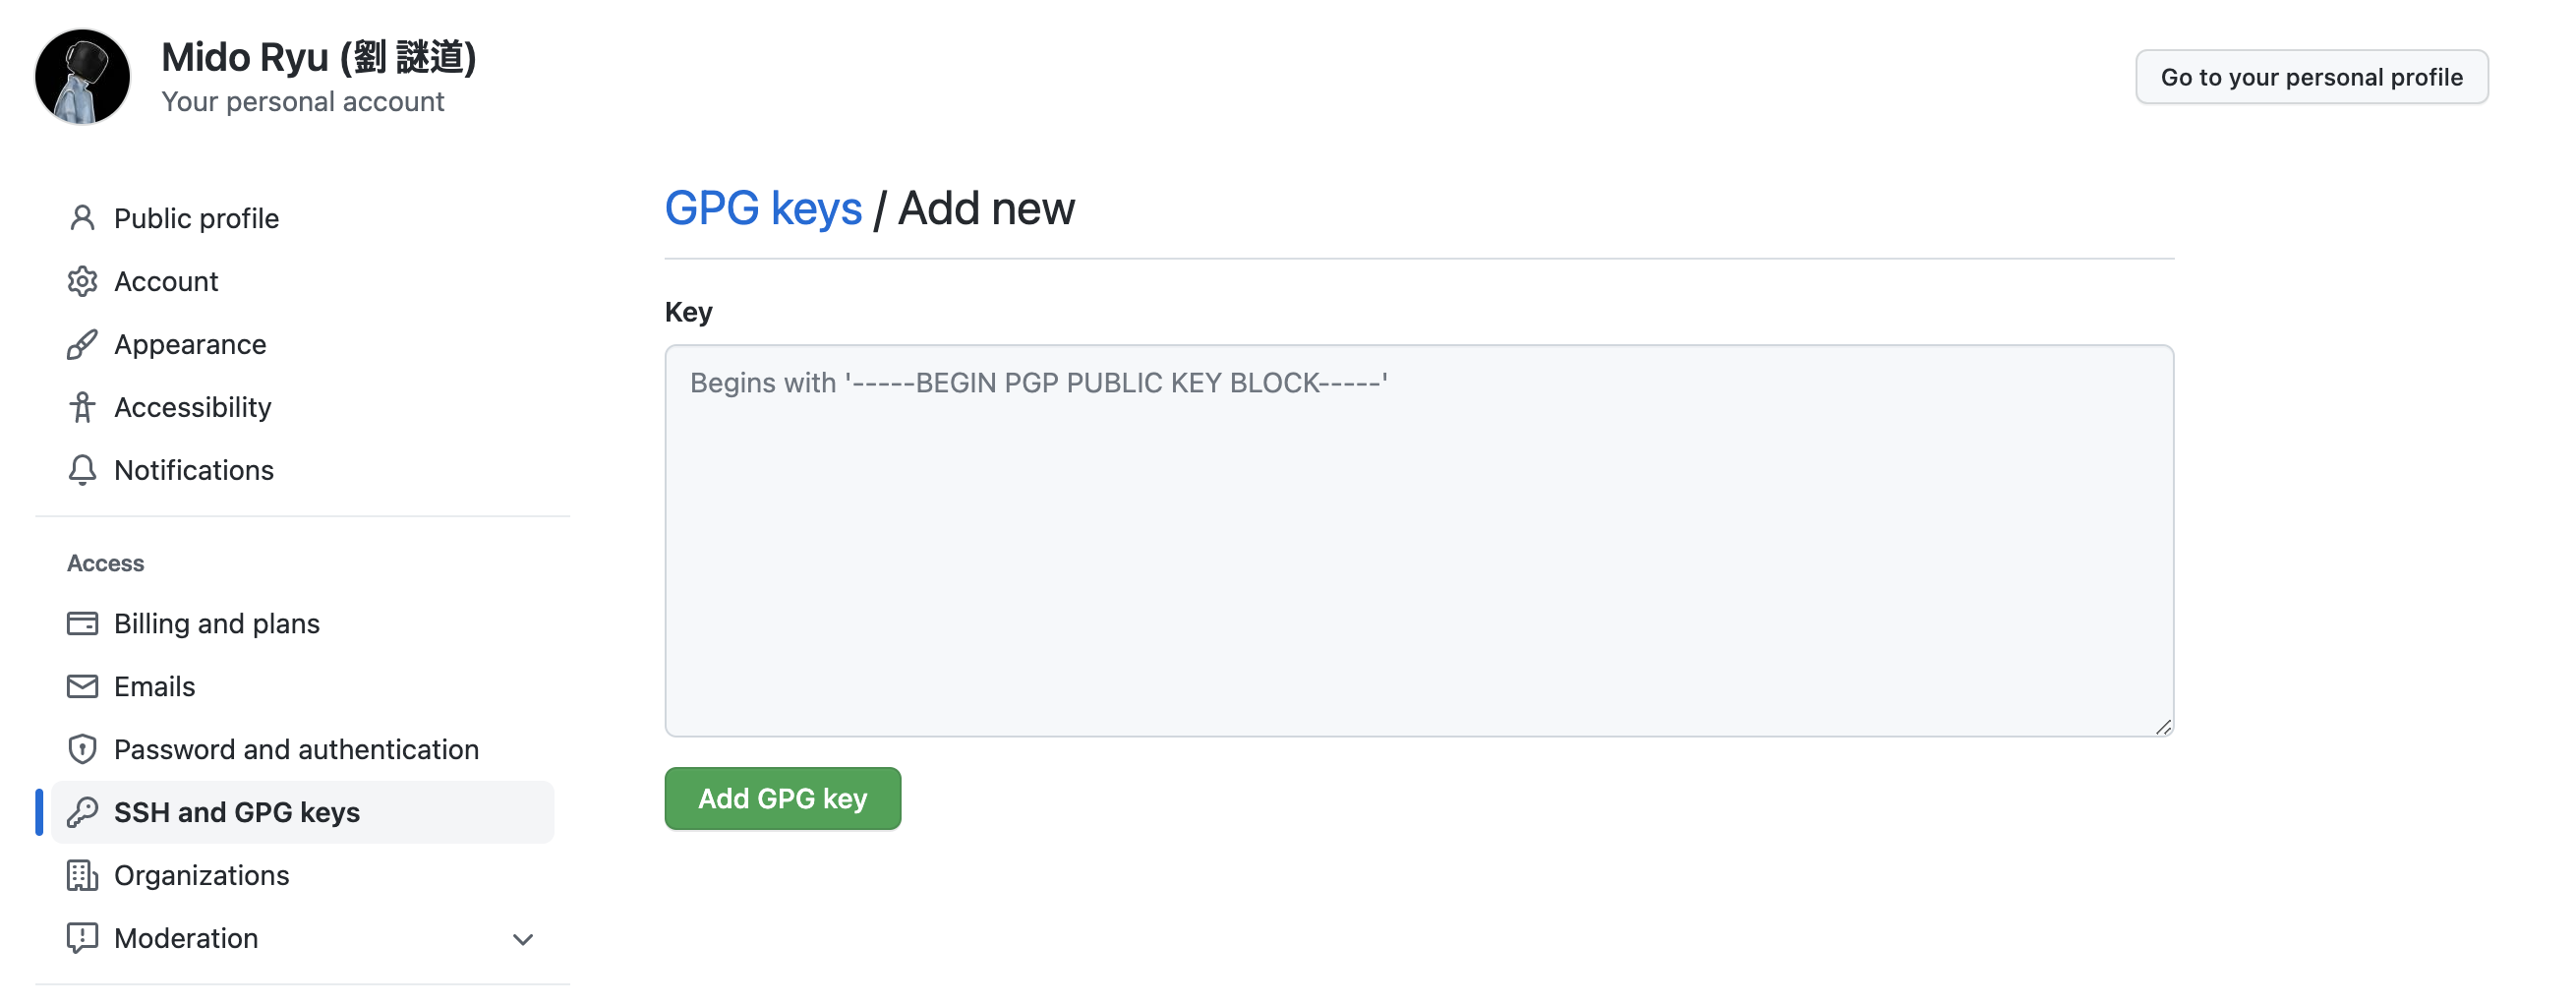 Mido Ryu (劉 謎道)
Your personal account
Go to your personal profile
Public profile
Account
Appearance
Accessibility
Notifications
Access
Billing and plans
Emails
Password and authentication
SSH and GPG keys
Organizations
Moderation
GPG keys / Add new
Key
Begins with '-----BEGIN PGP PUBLIC KEY BLOCK-----'
Add GPG key